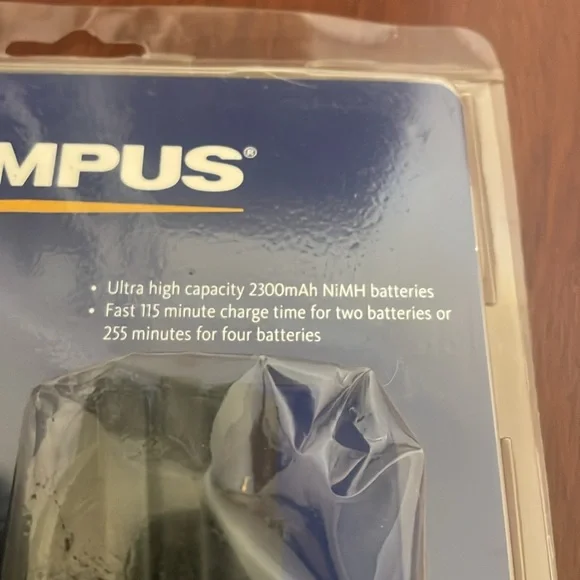 MPUS®
• Ultra high capacity 2300mAh NiMH batteries
• Fast 115 minute charge time for two batteries or
255 minutes for four batteries